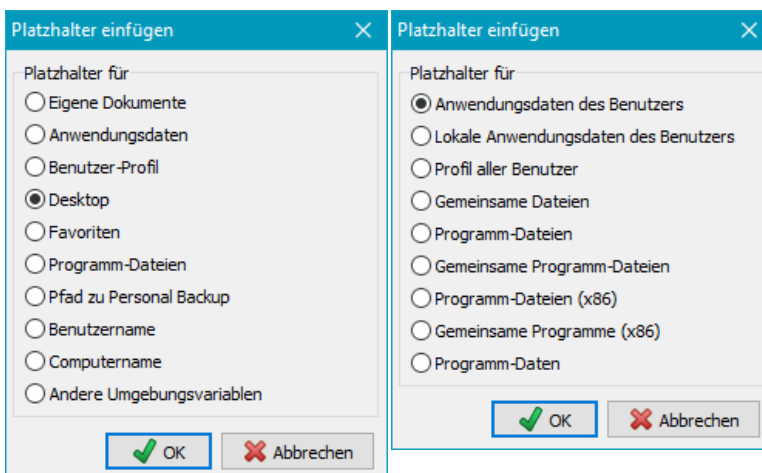 Platzhalter einfügen
Platzhalter für
Eigene Dokumente
Anwendungsdaten
Benutzer-Profil
Desktop
Favoriten
Programm-Dateien
Pfad zu Personal Backup
Benutzername
Computername
Andere Umgebungsvariablen
OK
Abbrechen
Platzhalter einfügen
Platzhalter für
Anwendungsdaten des Benutzers
Lokale Anwendungsdaten des Benutzers
Profil aller Benutzer
Gemeinsame Dateien
Programm-Dateien
Gemeinsame Programm-Dateien
Programm-Dateien (x86)
Gemeinsame Programme (x86)
Programm-Daten
OK
Abbrechen